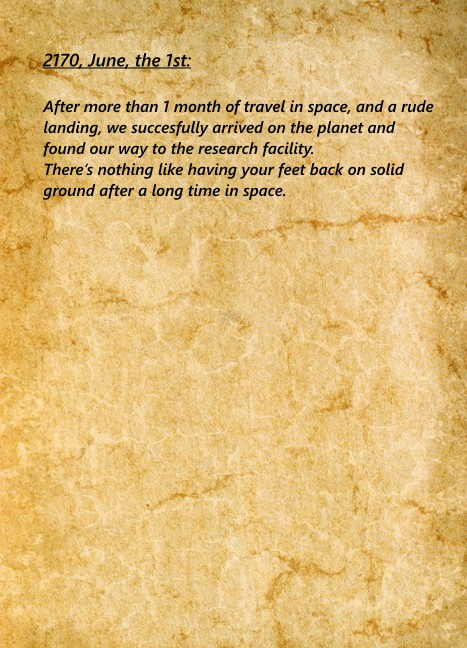 2170, June, the 1st:
After more than 1 month of travel in space, and a rude
landing, we succesfully arrived on the planet and
found our way to the research facility.
There's nothing like having your feet back on solid
ground after a long time in space.